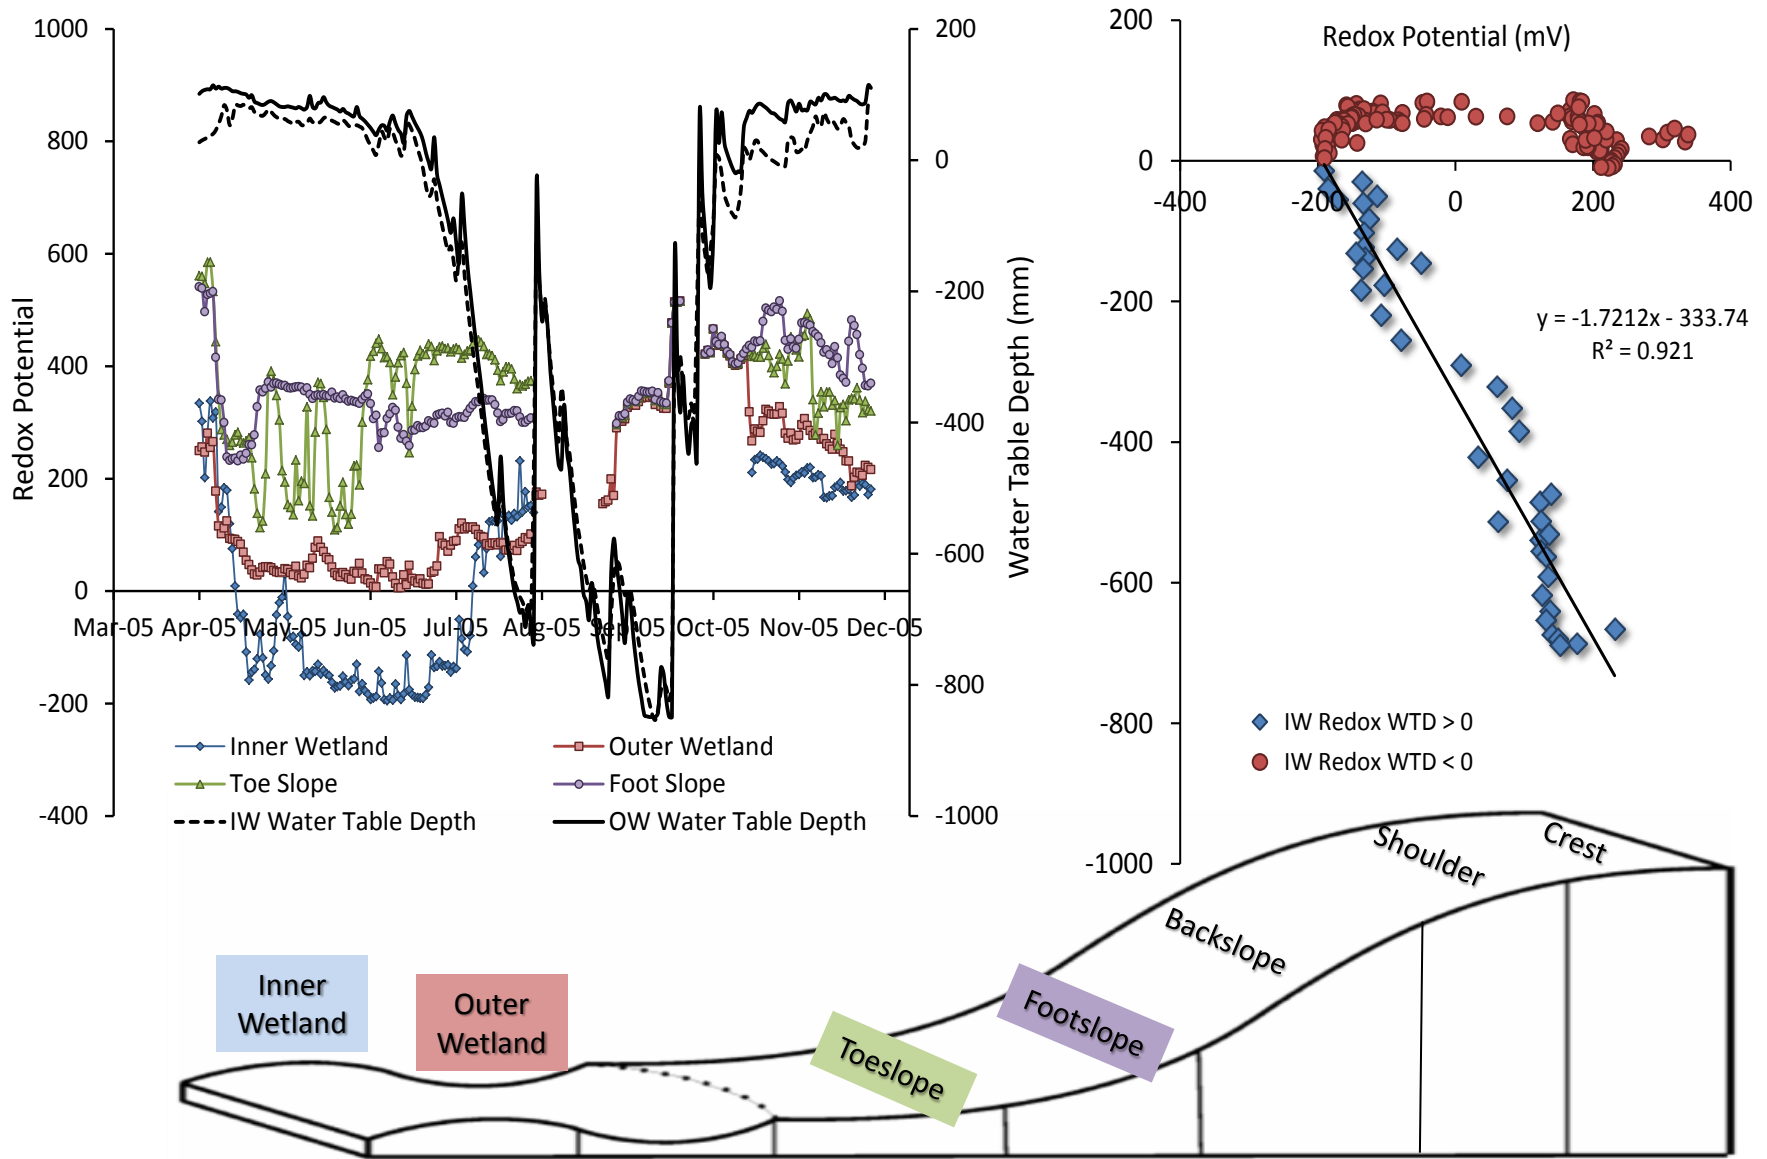 1000
800
600
400
200
0
-200
-400
Redox Potential
200
0
-200
-400
-600
-800
-1000
Water Table Depth (mm)
Mar-05 Apr-05 May-05 Jun-05 Jul-05 Aug-05 Sep-05 Oct-05 Nov-05 Dec-05
Inner Wetland
Outer Wetland
Toe Slope
Foot Slope
IW Water Table Depth
OW Water Table Depth
Redox Potential (mV)
200
0
-200
-400
-600
-800
-1000
-400 -200 0 200 400
y = -1.7212x - 333.74
R² = 0.921
IW Redox WTD > 0
IW Redox WTD < 0
Inner
Wetland
Outer
Wetland
Toeslope
Footslope
Backslope
Shoulder
Crest